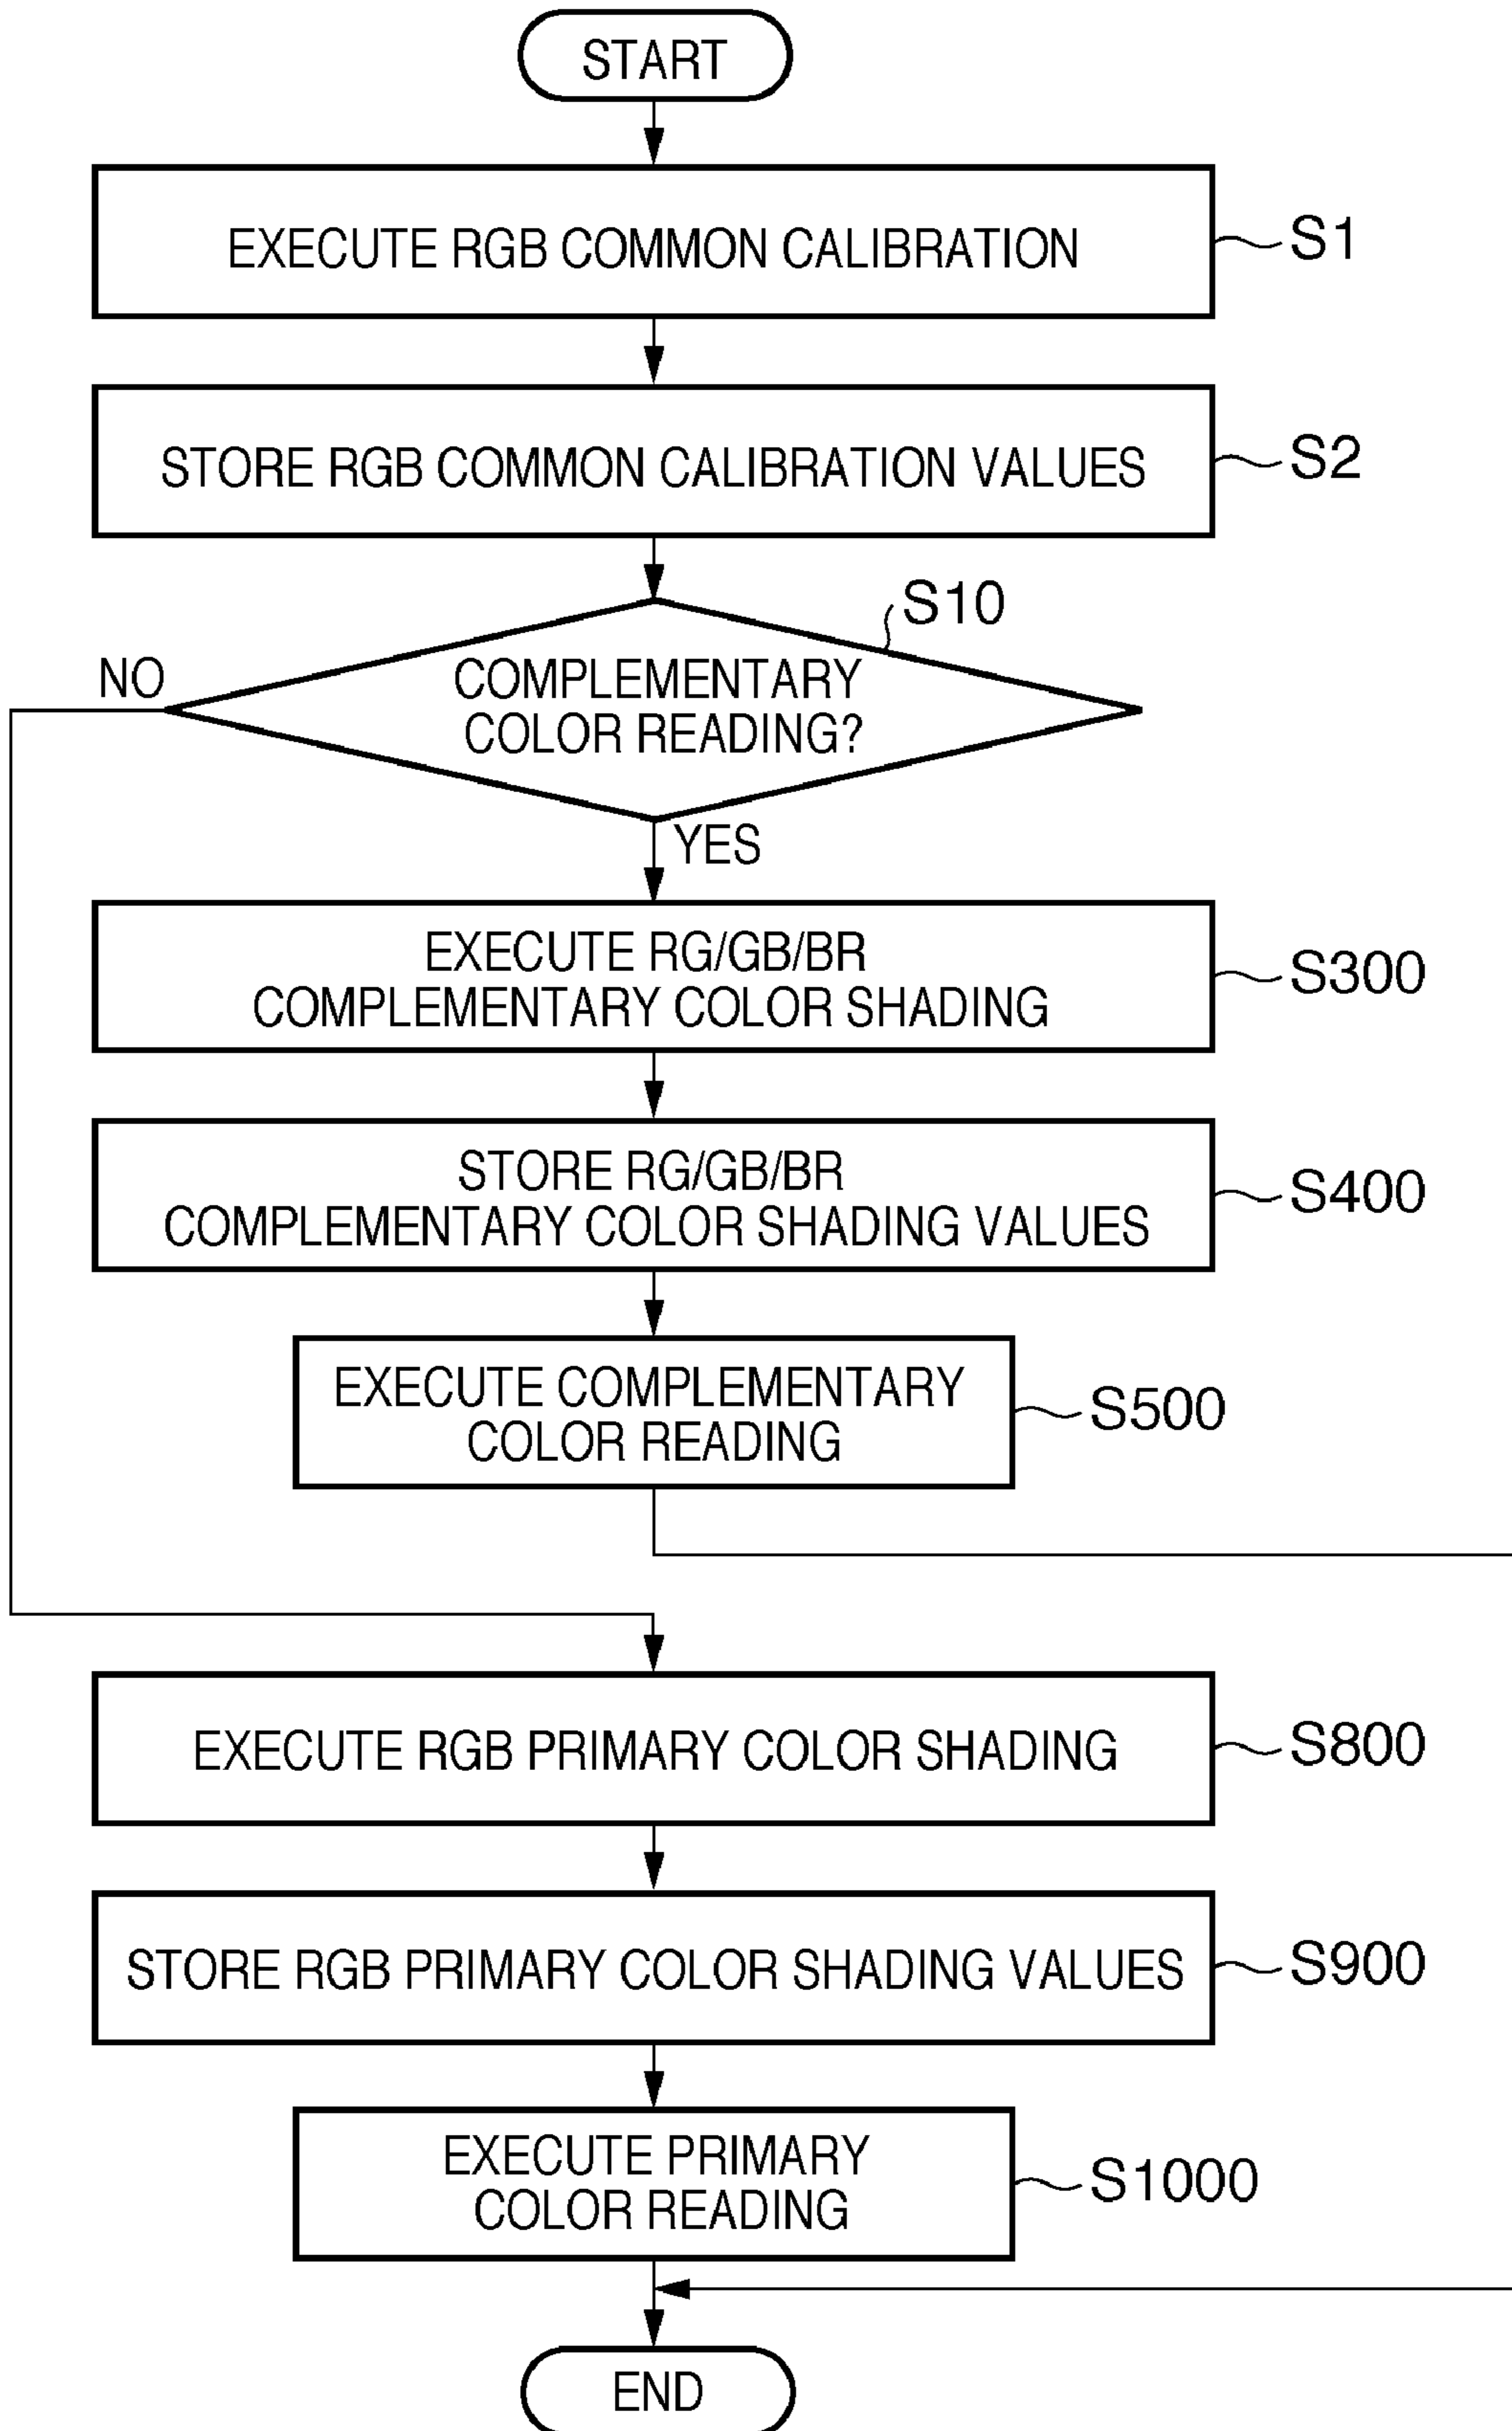 START
EXECUTE RGB COMMON CALIBRATION
S1
STORE RGB COMMON CALIBRATION VALUES
S2
S10
NO
COMPLEMENTARY
COLOR READING?
YES
EXECUTE RG/GB/BR
COMPLEMENTARY COLOR SHADING
S300
STORE RG/GB/BR
COMPLEMENTARY COLOR SHADING VALUES
S400
EXECUTE COMPLEMENTARY
COLOR READING
S500
EXECUTE RGB PRIMARY COLOR SHADING
S800
STORE RGB PRIMARY COLOR SHADING VALUES
S900
EXECUTE PRIMARY
COLOR READING
S1000
END